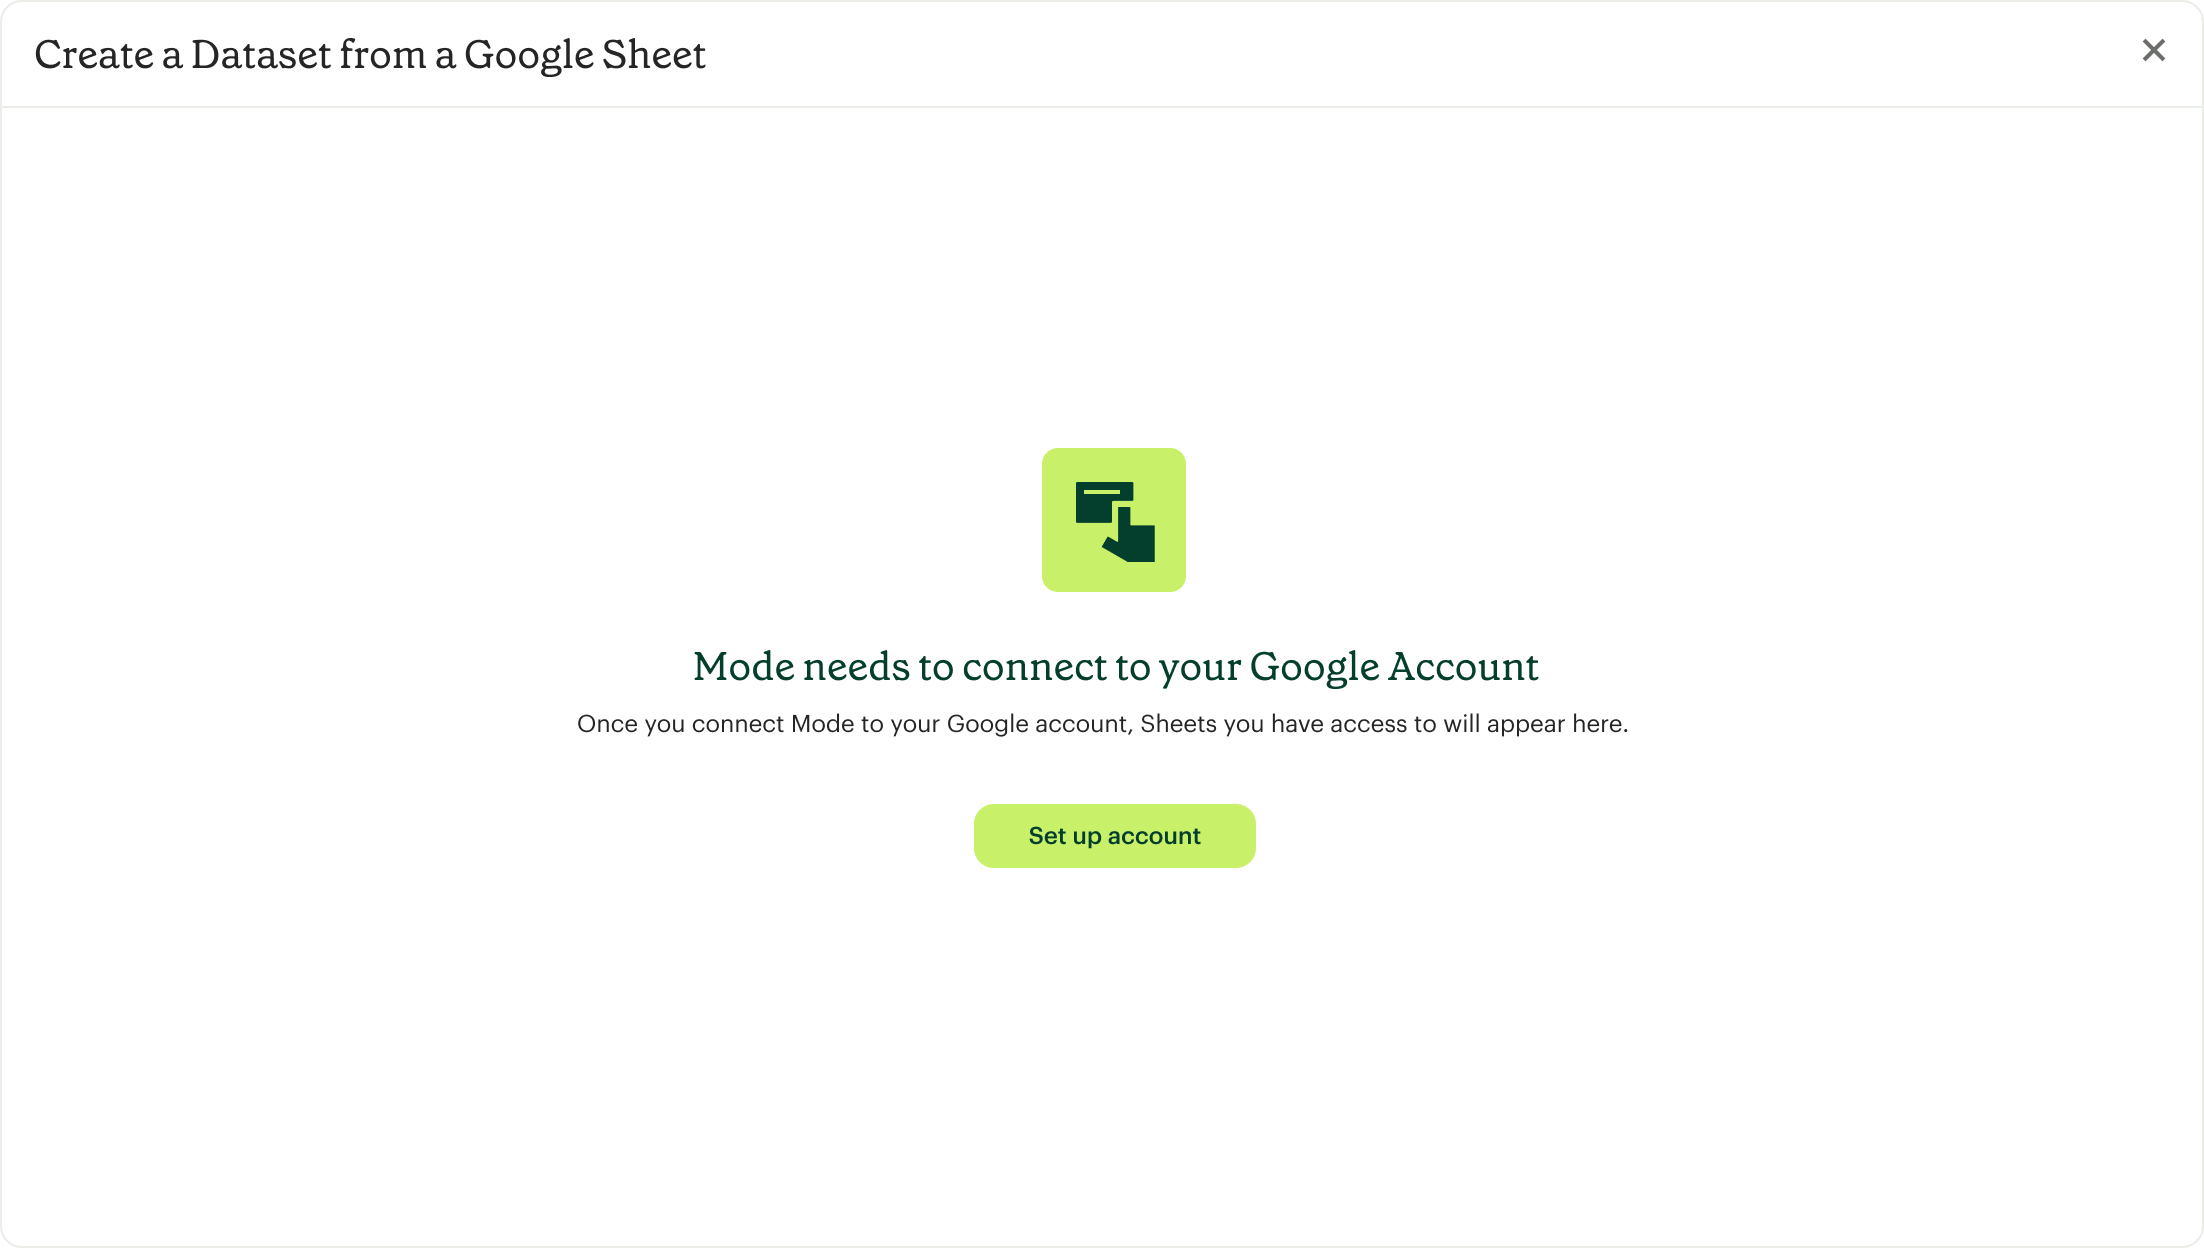 Create a Dataset from a Google Sheet
Mode needs to connect to your Google Account
Once you connect Mode to your Google account, Sheets you have access to will appear here.
Set up account